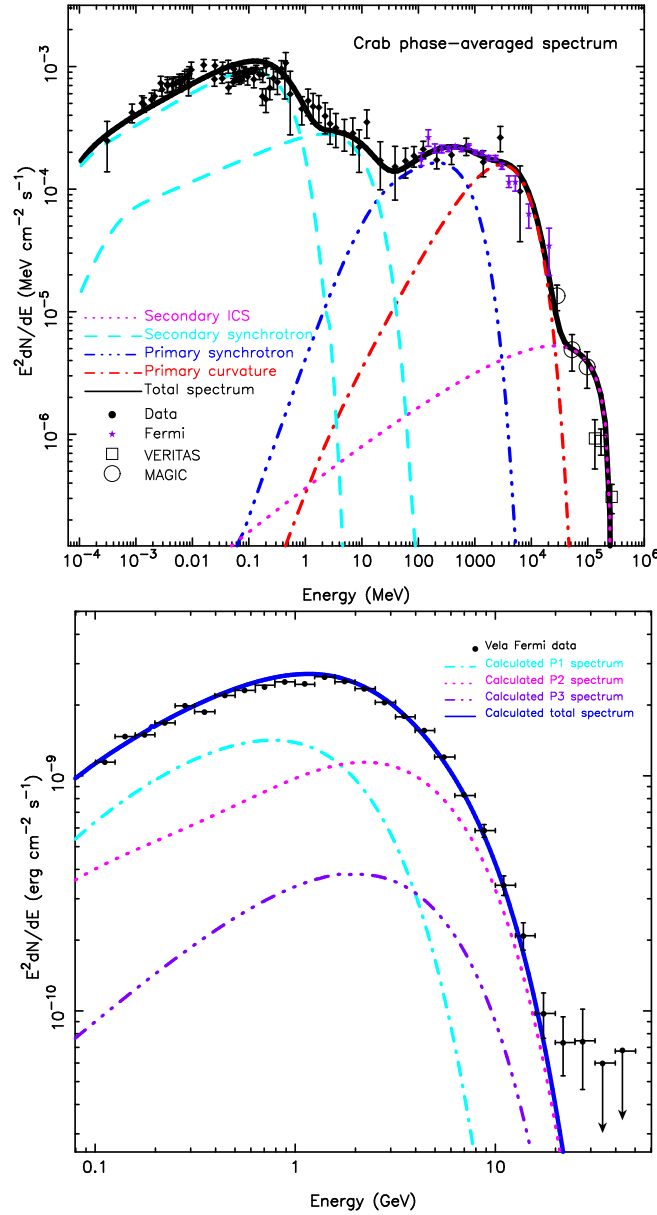 Crab phase-averaged spectrum
10⁻³
10⁻⁴
10⁻⁵
10⁻⁶
E²dN/dE (MeV cm⁻² s⁻¹)
Secondary ICS
Secondary synchrotron
Primary synchrotron
Primary curvature
Total spectrum
Data
Fermi
VERITAS
MAGIC
10⁻⁴ 10⁻³ 0.01 0.1 1 10 100 1000 10⁴ 10⁵ 10⁶
Energy (MeV)
Vela Fermi data
Calculated P1 spectrum
Calculated P2 spectrum
Calculated P3 spectrum
Calculated total spectrum
10⁻⁹
10⁻¹⁰
E²dN/dE (erg cm⁻² s⁻¹)
0.1 1 10
Energy (GeV)